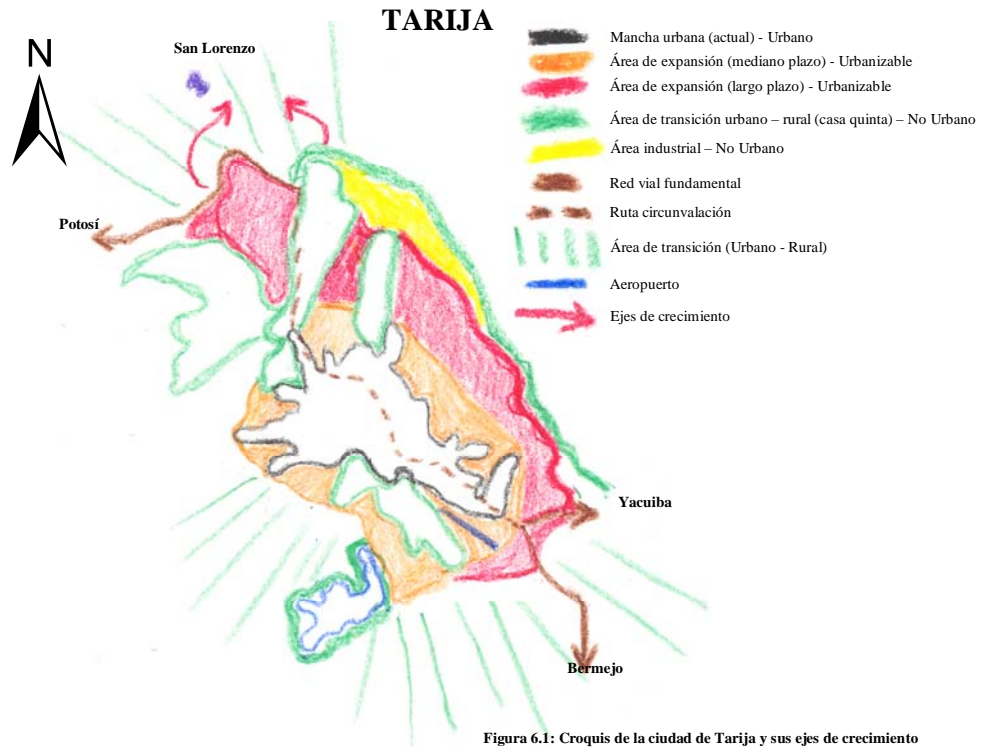 TARIJA
N
San Lorenzo
Mancha urbana (actual) - Urbano
Área de expansión (mediano plazo) - Urbanizable
Área de expansión (largo plazo) - Urbanizable
Área de transición urbano – rural (casa quinta) – No Urbano
Área industrial – No Urbano
Red vial fundamental
Ruta circunvalación
Área de transición (Urbano - Rural)
Aeropuerto
Ejes de crecimiento
Potosí
Yacuiba
Bermejo
Figura 6.1: Croquis de la ciudad de Tarija y sus ejes de crecimiento